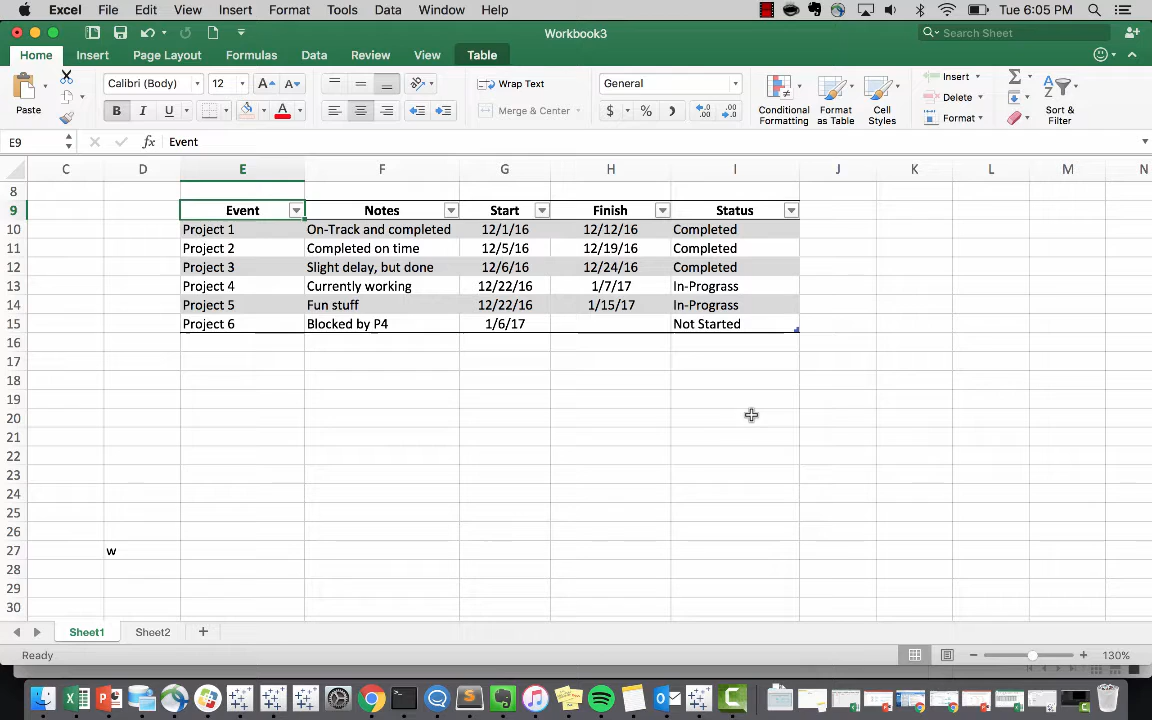 Excel File Edit View Insert Format Tools Data Window Help Tue 6:05 PM
Workbook3
Search Sheet
Home Insert Page Layout Formulas Data Review View Table
Paste
Calibri (Body) 12
B I U
Wrap Text
Merge & Center
General
$ % 
Conditional Formatting
Format as Table
Cell Styles
Insert
Delete
Format
Sort & Filter
E9 fx Event
C D E F G H I J K L M N
8
9 Event Notes Start Finish Status
10 Project 1 On-Track and completed 12/1/16 12/12/16 Completed
11 Project 2 Completed on time 12/5/16 12/19/16 Completed
12 Project 3 Slight delay, but done 12/6/16 12/24/16 Completed
13 Project 4 Currently working 12/22/16 1/7/17 In-Prograss
14 Project 5 Fun stuff 12/22/16 1/15/17 In-Prograss
15 Project 6 Blocked by P4 1/6/17 Not Started
16
17
18
19
20
21
22
23
24
25
26
27 w
28
29
30
Sheet1 Sheet2 +
Ready 130%